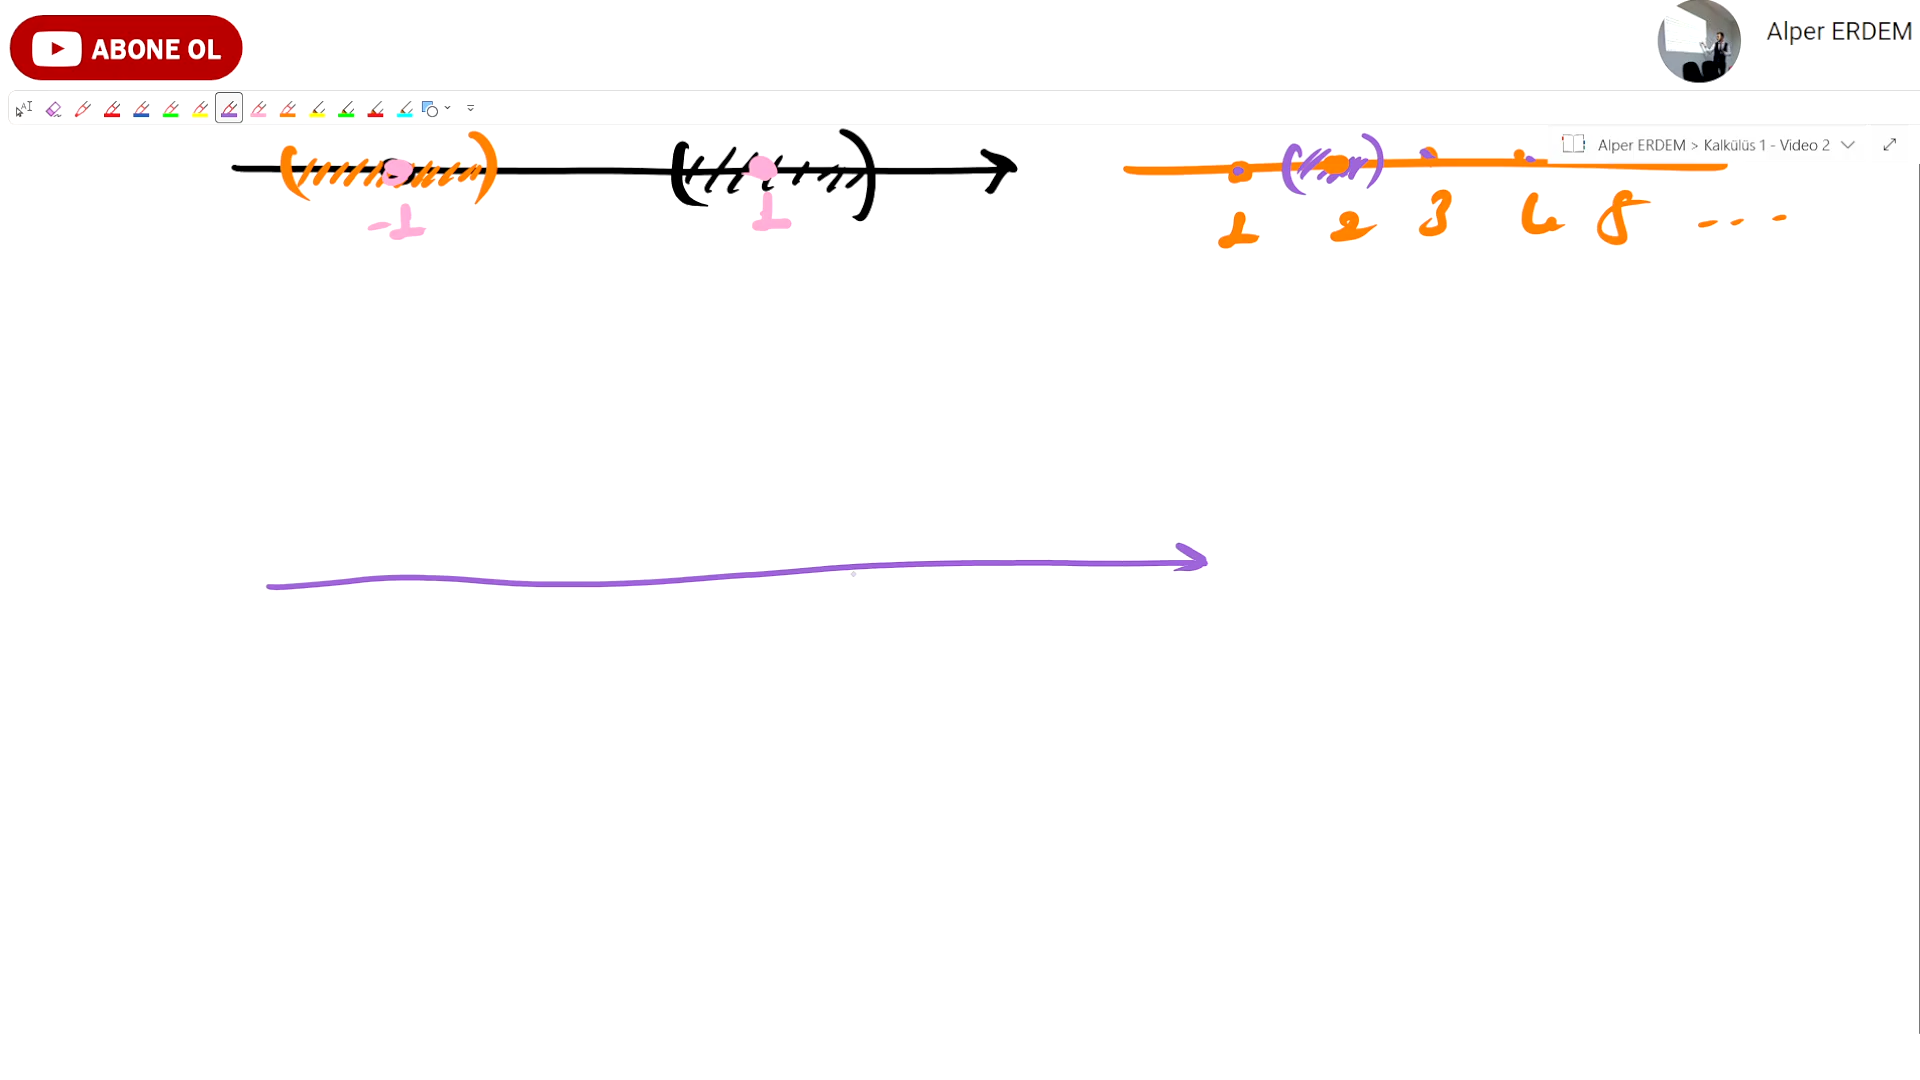 ABONE OL
Alper ERDEM
Alper ERDEM > Kalkülüs 1 - Video 2
-1 1
1 2 3 4 5 ...